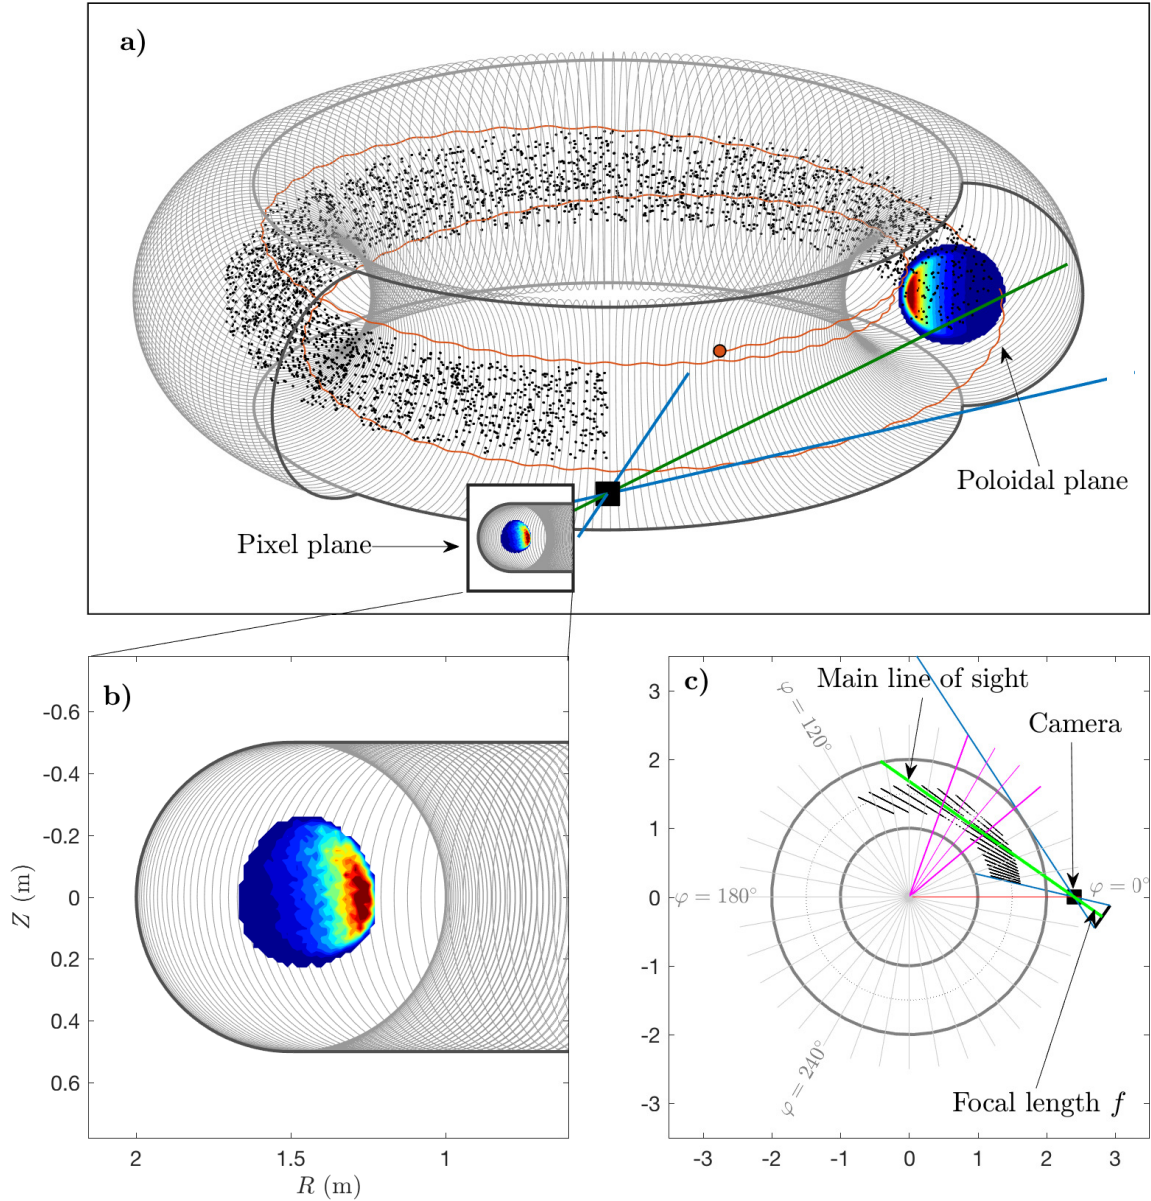 a)
Poloidal plane
Pixel plane
b)
-0.6
-0.4
-0.2
0
0.2
0.4
0.6
Z (m)
2
1.5
1
R (m)
c)
Main line of sight
Camera
φ = 120°
φ = 0°
φ = 180°
φ = 240°
Focal length f
3
2
1
0
-1
-2
-3
-3
-2
-1
0
1
2
3